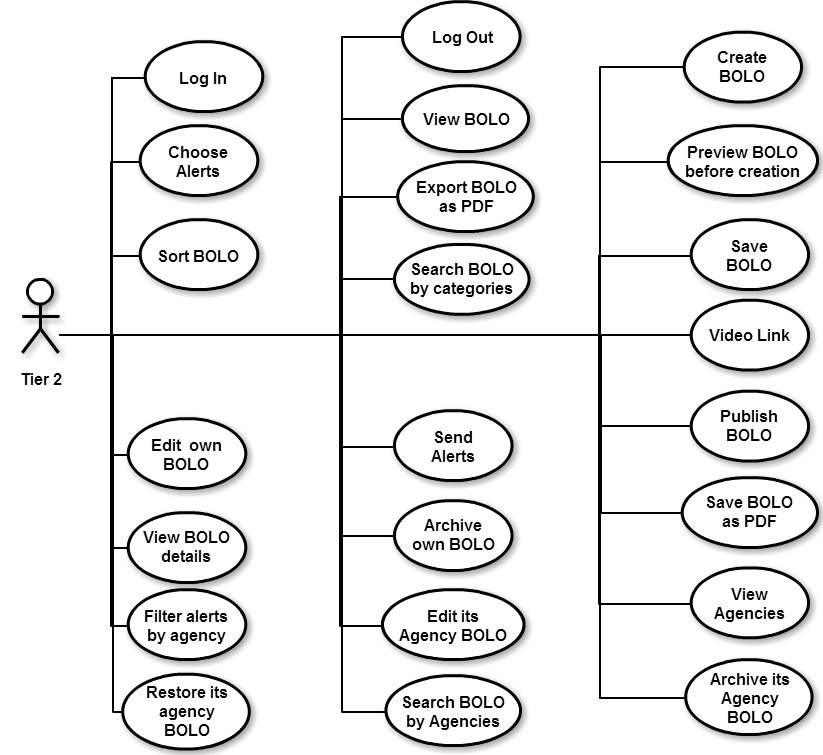 Log In
Choose
Alerts
Sort BOLO
Tier 2
Edit own
BOLO
View BOLO
details
Filter alerts
by agency
Restore its
agency
BOLO
Log Out
View BOLO
Export BOLO
as PDF
Search BOLO
by categories
Send
Alerts
Archive
own BOLO
Edit its
Agency BOLO
Search BOLO
by Agencies
Create
BOLO
Preview BOLO
before creation
Save
BOLO
Video Link
Publish
BOLO
Save BOLO
as PDF
View
Agencies
Archive its
Agency
BOLO